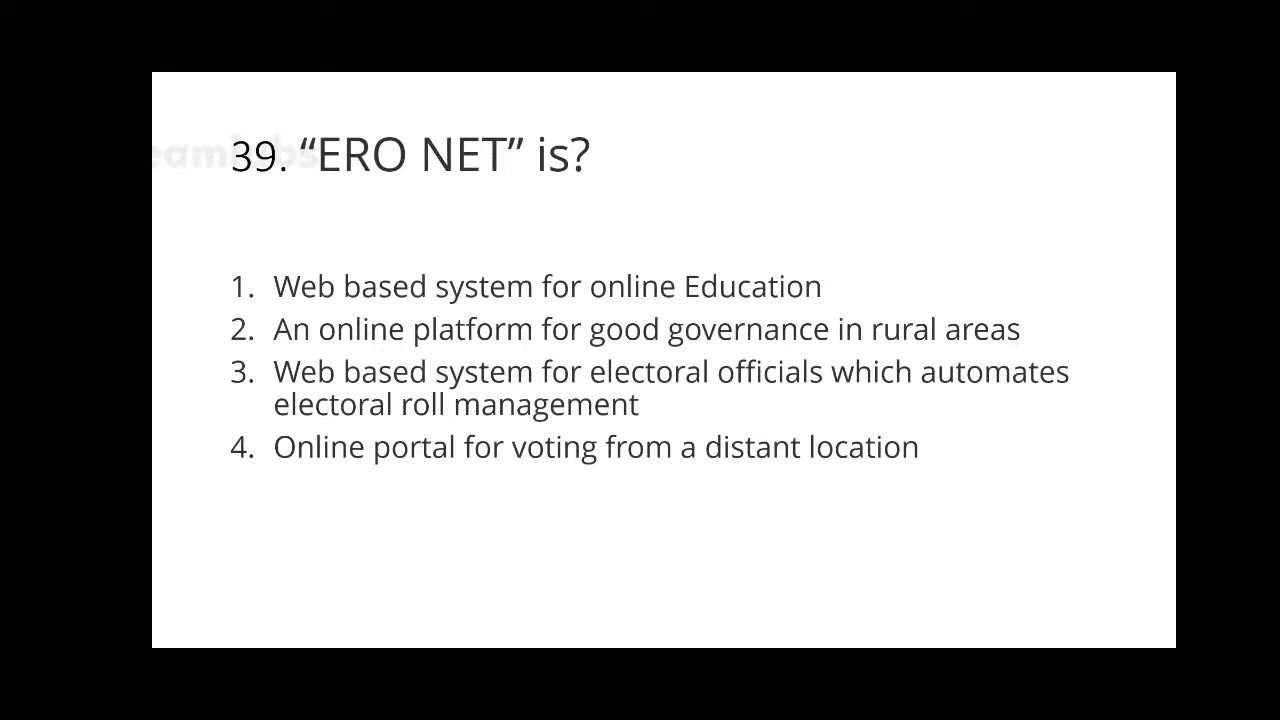 39. “ERO NET” is?
1. Web based system for online Education
2. An online platform for good governance in rural areas
3. Web based system for electoral officials which automates
electoral roll management
4. Online portal for voting from a distant location